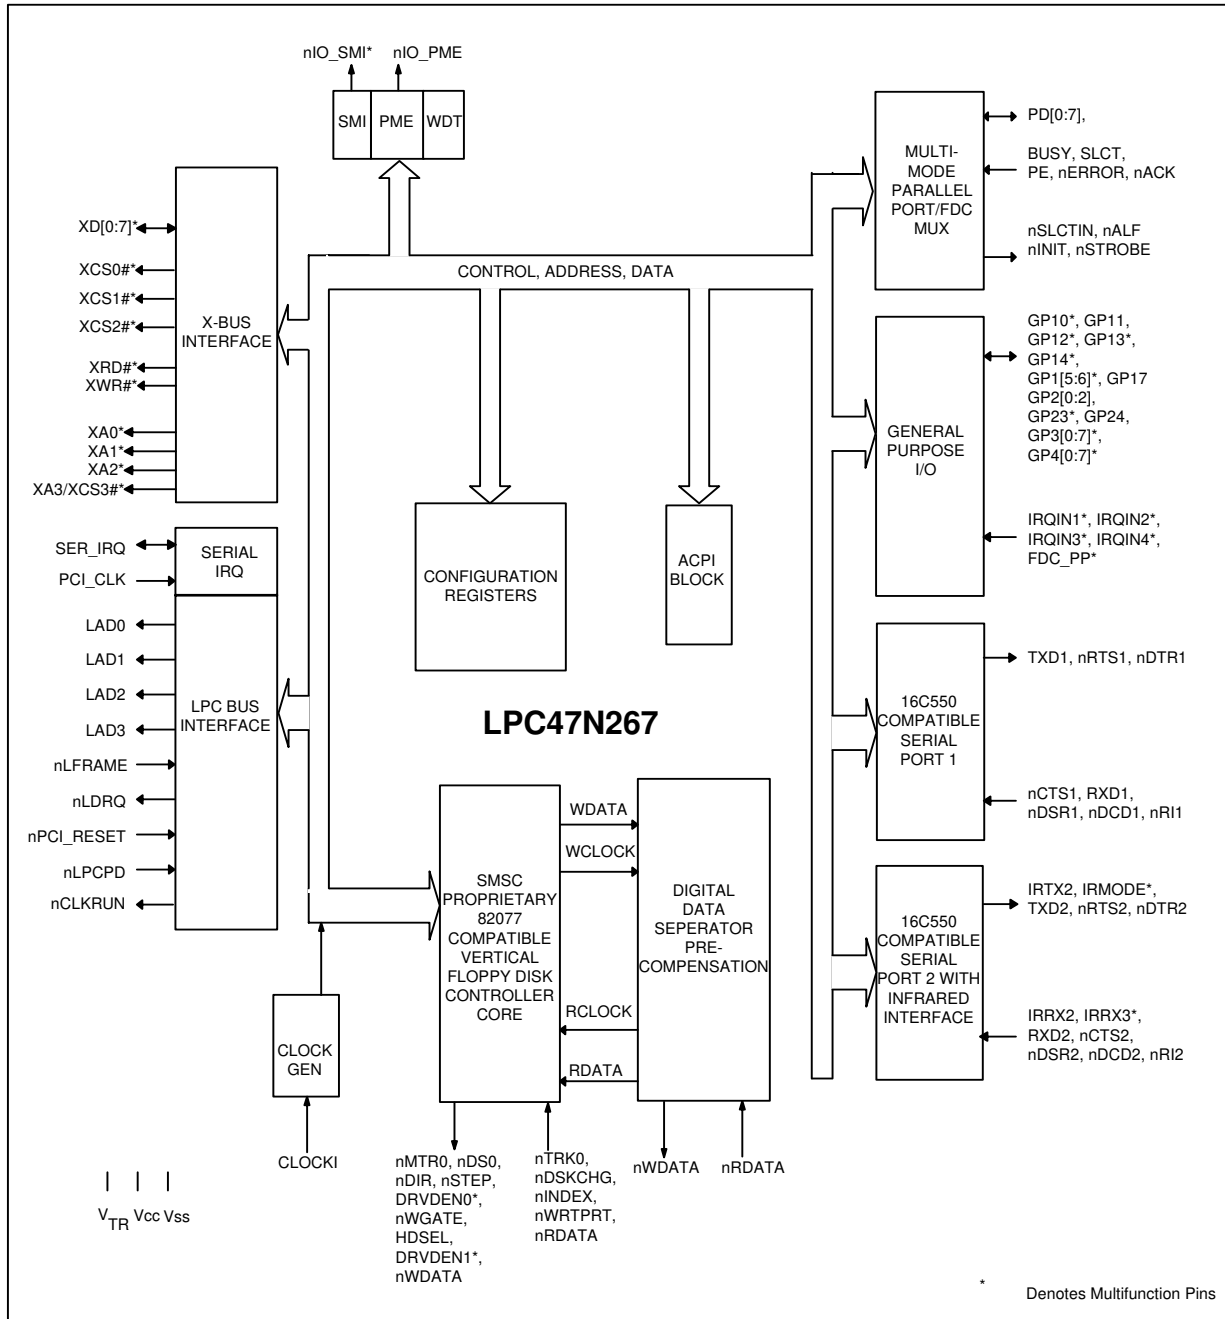 nIO_SMI* nIO_PME
SMI PME WDT
XD[0:7]*
XCS0#*
XCS1#*
XCS2#*
XRD#*
XWR#*
XA0*
XA1*
XA2*
XA3/XCS3#*
X-BUS
INTERFACE
CONTROL, ADDRESS, DATA
MULTI-
MODE
PARALLEL
PORT/FDC
MUX
PD[0:7],
BUSY, SLCT,
PE, nERROR, nACK
nSLCTIN, nALF
nINIT, nSTROBE
GENERAL
PURPOSE
I/O
GP10*, GP11,
GP12*, GP13*,
GP14*,
GP1[5:6]*, GP17
GP2[0:2],
GP23*, GP24,
GP3[0:7]*,
GP4[0:7]*
IRQIN1*, IRQIN2*,
IRQIN3*, IRQIN4*,
FDC_PP*
SER_IRQ
PCI_CLK
SERIAL
IRQ
CONFIGURATION
REGISTERS
ACPI
BLOCK
LAD0
LAD1
LAD2
LAD3
nLFRAME
nLDRQ
nPCI_RESET
nLPCPD
nCLKRUN
LPC BUS
INTERFACE
LPC47N267
16C550
COMPATIBLE
SERIAL
PORT 1
TXD1, nRTS1, nDTR1
nCTS1, RXD1,
nDSR1, nDCD1, nRI1
SMSC
PROPRIETARY
82077
COMPATIBLE
VERTICAL
FLOPPY DISK
CONTROLLER
CORE
WDATA
WCLOCK
RCLOCK
RDATA
DIGITAL
DATA
SEPERATOR
PRE-
COMPENSATION
16C550
COMPATIBLE
SERIAL
PORT 2 WITH
INFRARED
INTERFACE
IRTX2, IRMODE*,
TXD2, nRTS2, nDTR2
IRRX2, IRRX3*,
RXD2, nCTS2,
nDSR2, nDCD2, nRI2
CLOCK
GEN
CLOCKI
nMTR0, nDS0,
nDIR, nSTEP,
DRVDEN0*,
nWGATE,
HDSEL,
DRVDEN1*,
nWDATA
nTRK0,
nDSKCHG,
nINDEX,
nWRTPRT,
nRDATA
nWDATA
nRDATA
VTR Vcc Vss
* Denotes Multifunction Pins